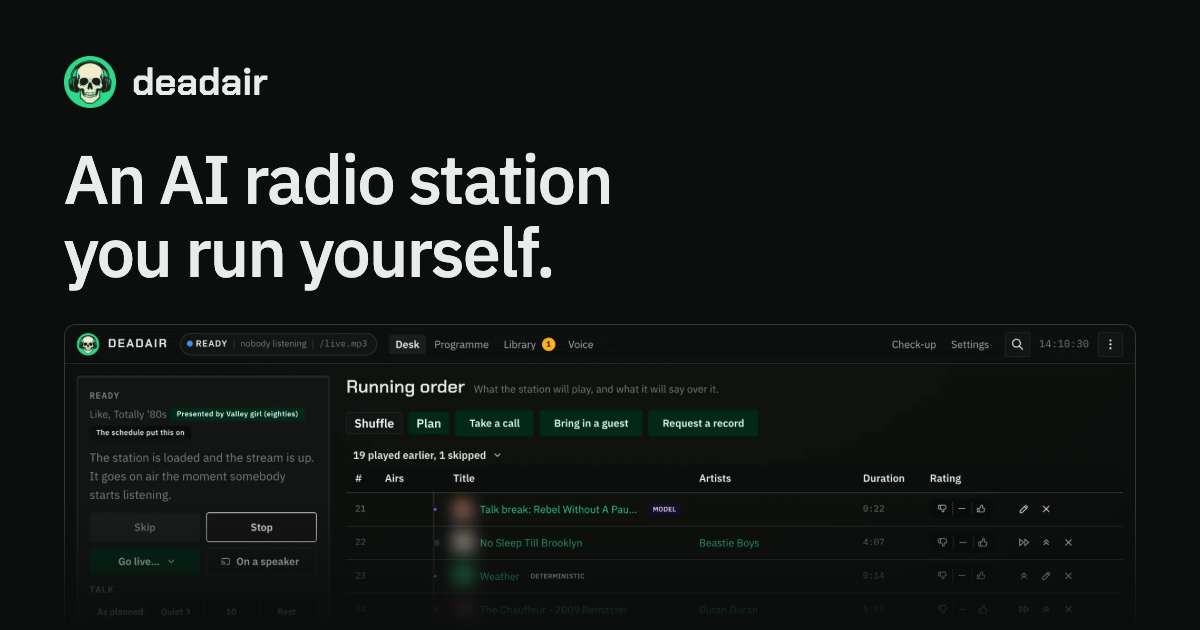 deadair
An AI radio station
you run yourself.
DEADAIR
READY | nobody listening | /live.mp3
Desk
Programme
Library 1
Voice
Check-up
Settings
14:10:30
READY
Like, Totally '80s Presented by Valley girl (eighties)
The schedule put this on
The station is loaded and the stream is up.
It goes on air the moment somebody
starts listening.
Skip
Stop
Go live...
On a speaker
TALK
As planned
Quiet 3
10
Rest
Running order What the station will play, and what it will say over it.
Shuffle
Plan
Take a call
Bring in a guest
Request a record
19 played earlier, 1 skipped
# Airs Title Artists Duration Rating
21 Talk break: Rebel Without A Pau... MODEL 0:22
22 No Sleep Till Brooklyn Beastie Boys 4:07
23 Weather DETERMINISTIC 0:14
24 The Chauffeur - 2009 Remaster Duran Duran 5:22